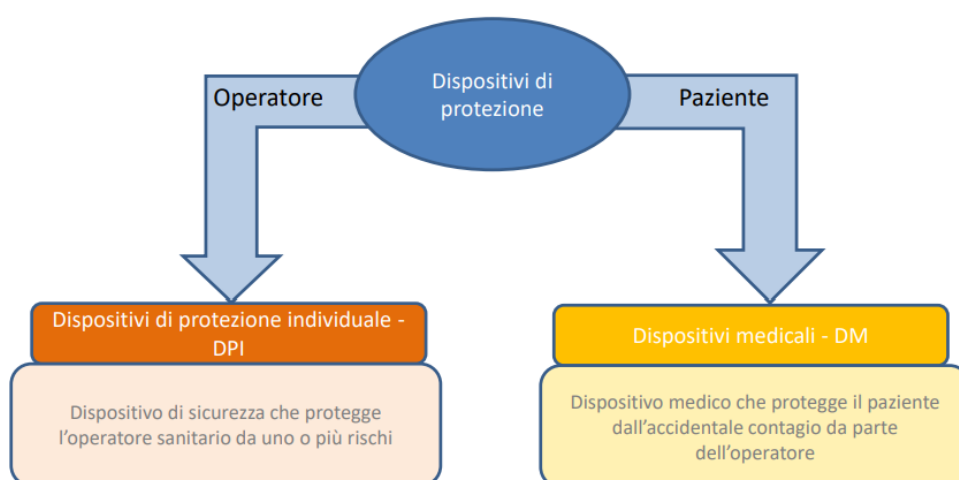 Dispositivi di
protezione
Operatore
Paziente
Dispositivi di protezione individuale -
DPI
Dispositivo di sicurezza che protegge
l’operatore sanitario da uno o più rischi
Dispositivi medicali - DM
Dispositivo medico che protegge il paziente
dall’accidentale contagio da parte
dell’operatore